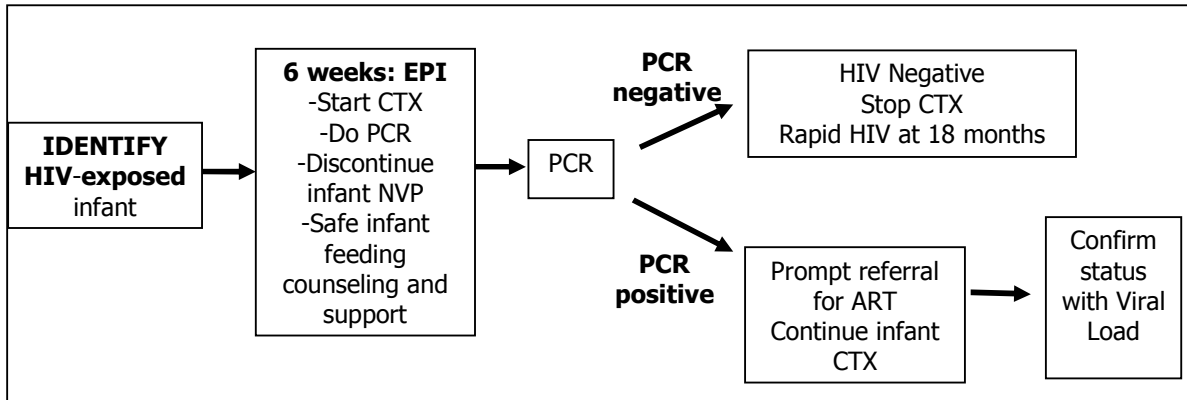 IDENTIFY
HIV-exposed
infant
6 weeks: EPI
-Start CTX
-Do PCR
-Discontinue
infant NVP
-Safe infant
feeding
counseling and
support
PCR
PCR
negative
HIV Negative
Stop CTX
Rapid HIV at 18 months
PCR
positive
Prompt referral
for ART
Continue infant
CTX
Confirm
status
with Viral
Load